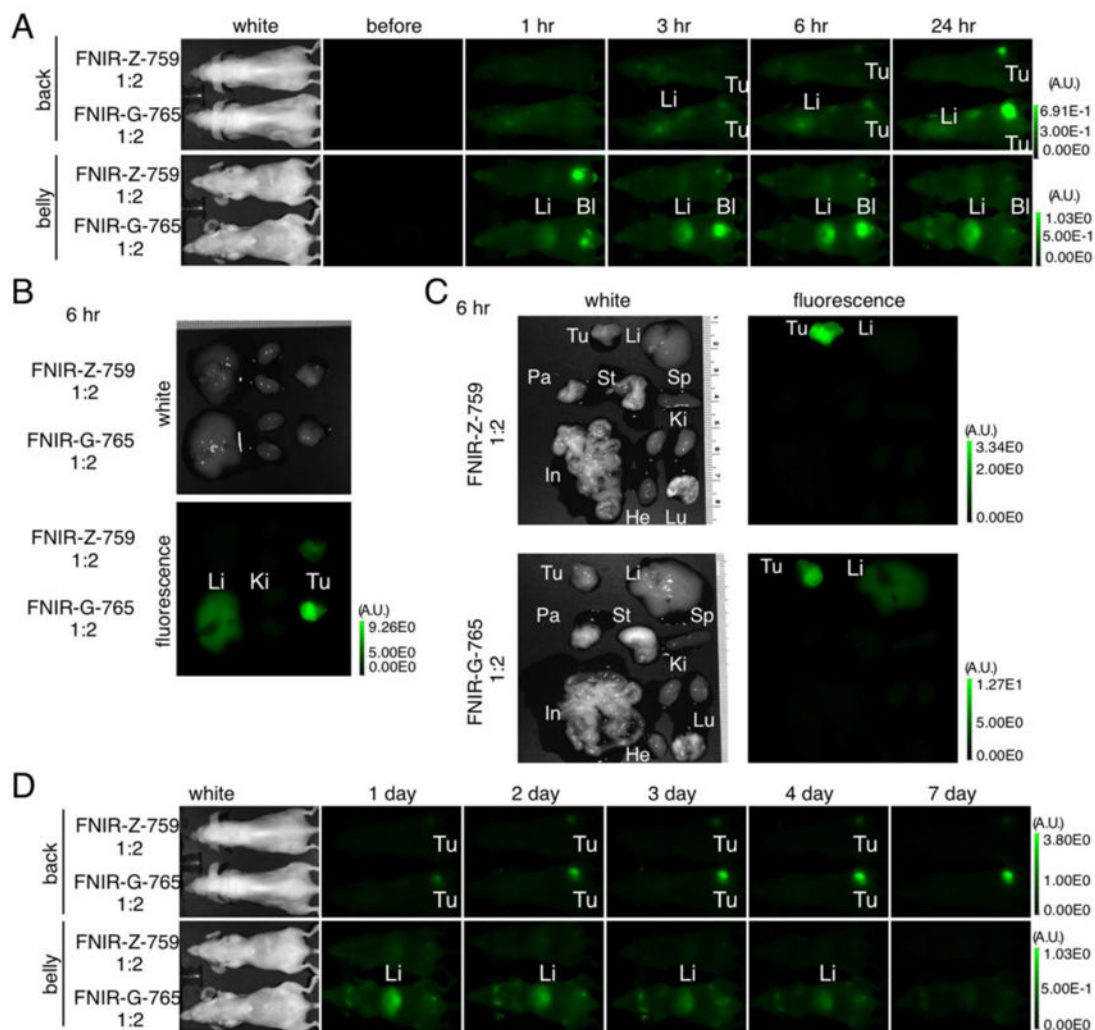 A
white before 1 hr 3 hr 6 hr 24 hr
back
FNIR-Z-759
1:2
FNIR-G-765
1:2
Li Tu Tu
Li Tu Tu
Li Tu Tu
(A.U.)
6.91E-1
3.00E-1
0.00E0
belly
FNIR-Z-759
1:2
FNIR-G-765
1:2
Li Bl
Li Bl
Li Bl
Li Bl
(A.U.)
1.03E0
5.00E-1
0.00E0
B
6 hr
FNIR-Z-759
1:2
FNIR-G-765
1:2
white
FNIR-Z-759
1:2
FNIR-G-765
1:2
fluorescence
Li Ki Tu
(A.U.)
9.26E0
5.00E0
0.00E0
C
6 hr
white fluorescence
FNIR-Z-759
1:2
Tu Li
Pa St Sp
Ki
In
He Lu
Tu Li
(A.U.)
3.34E0
2.00E0
0.00E0
FNIR-G-765
1:2
Tu Li
Pa St Sp
Ki
In Lu
He
Tu Li
(A.U.)
1.27E1
5.00E0
0.00E0
D
white 1 day 2 day 3 day 4 day 7 day
back
FNIR-Z-759
1:2
FNIR-G-765
1:2
Tu Tu Tu Tu
Tu Tu Tu Tu
(A.U.)
3.80E0
1.00E0
0.00E0
belly
FNIR-Z-759
1:2
FNIR-G-765
1:2
Li Li Li Li
(A.U.)
1.03E0
5.00E-1
0.00E0